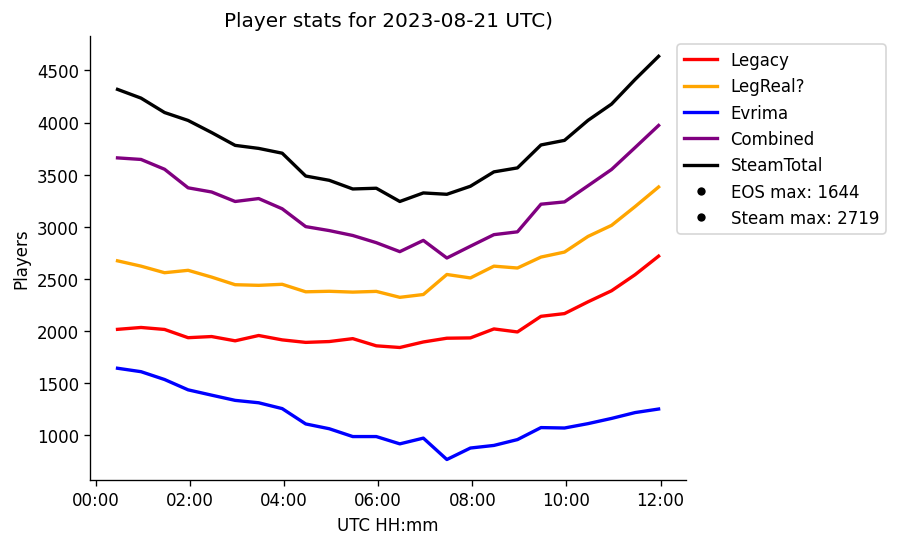 Player stats for 2023-08-21 UTC)
Players
4500
4000
3500
3000
2500
2000
1500
1000
00:00 02:00 04:00 06:00 08:00 10:00 12:00
UTC HH:mm
Legacy
LegReal?
Evrima
Combined
SteamTotal
EOS max: 1644
Steam max: 2719